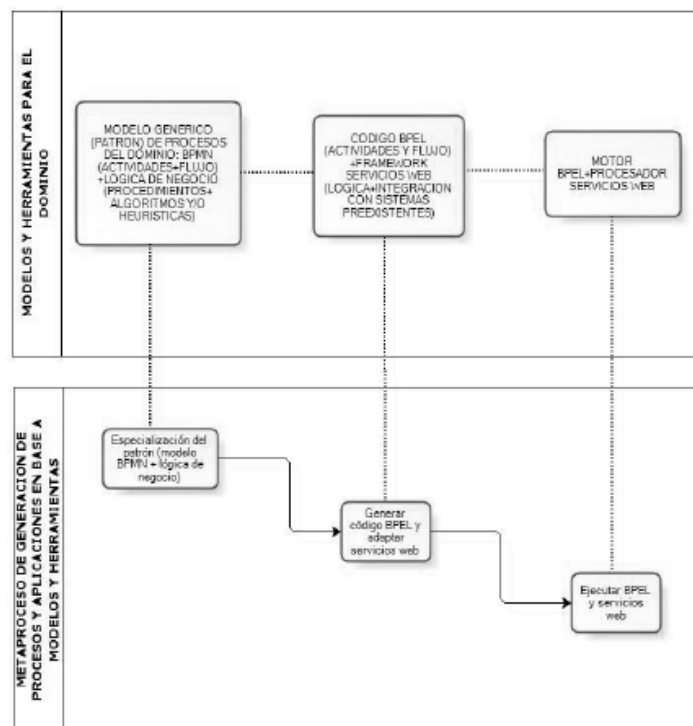 MODELOS Y HERRAMIENTAS PARA EL
DOMINIO
MODELO GENERICO
(PATRON) DE PROCESOS
DEL DOMINIO: BPMN
(ACTIVIDADES+FLUJO)
+LOGICA DE NEGOCIO
(PROCEDIMIENTOS+
ALGORITMOS Y/O
HEURISTICAS)
CODIGO BPEL
(ACTIVIDADES Y FLUJO)
+FRAMEWORK
SERVICIOS WEB
(LOGICA+INTEGRACION
CON SISTEMAS
PREEXISTENTES)
MOTOR
BPEL+PROCESADOR
SERVICIOS WEB
METAPROCESO DE GENERACION DE
PROCESOS Y APLICACIONES EN BASE A
MODELOS Y HERRAMIENTAS
Especialización del
patrón (modelo
BPMN + lógica de
negocio)
Generar
código BPEL y
adaptar
servicios web
Ejecutar BPEL
y servicios
web